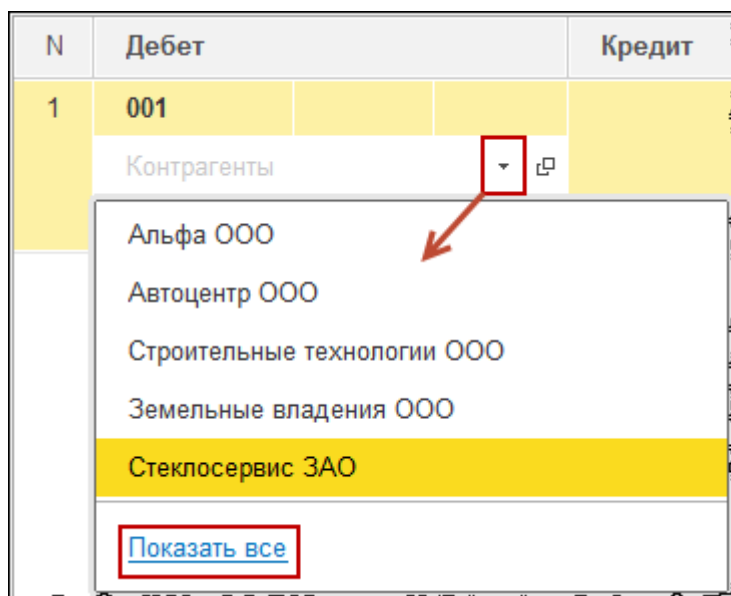 N Дебет Кредит
1 001
Контрагенты
Альфа ООО
Автоцентр ООО
Строительные технологии ООО
Земельные владения ООО
Стеклосервис ЗАО
Показать все